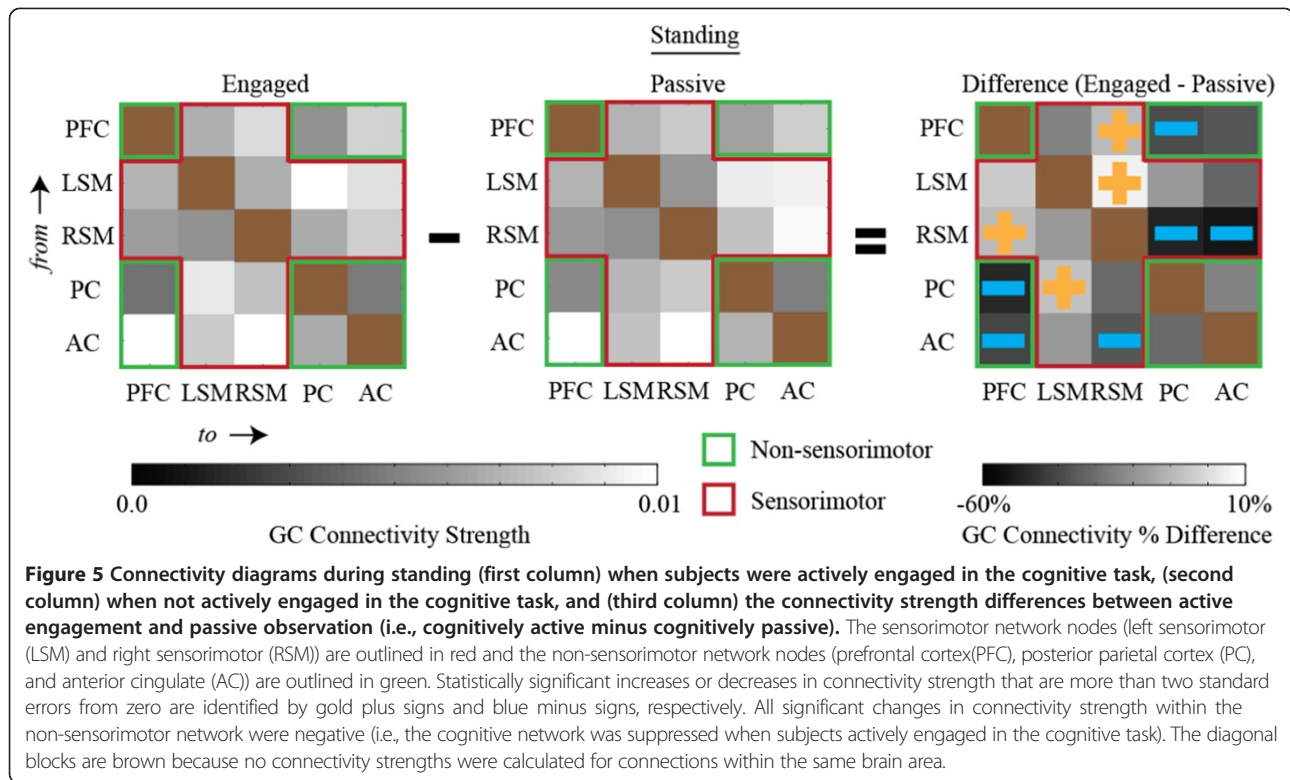 Standing
Engaged
Passive
Difference (Engaged - Passive)
PFC
LSM
RSM
PC
AC
from
PFC LSM RSM PC AC
to
PFC
LSM
RSM
PC
AC
PFC LSM RSM PC AC
PFC
LSM
RSM
PC
AC
PFC LSM RSM PC AC
0.0 0.01
GC Connectivity Strength
Non-sensorimotor
Sensorimotor
-60% 10%
GC Connectivity % Difference
Figure 5 Connectivity diagrams during standing (first column) when subjects were actively engaged in the cognitive task, (second
column) when not actively engaged in the cognitive task, and (third column) the connectivity strength differences between active
engagement and passive observation (i.e., cognitively active minus cognitively passive). The sensorimotor network nodes (left sensorimotor
(LSM) and right sensorimotor (RSM)) are outlined in red and the non-sensorimotor network nodes (prefrontal cortex(PFC), posterior parietal cortex (PC),
and anterior cingulate (AC)) are outlined in green. Statistically significant increases or decreases in connectivity strength that are more than two standard
errors from zero are identified by gold plus signs and blue minus signs, respectively. All significant changes in connectivity strength within the
non-sensorimotor network were negative (i.e., the cognitive network was suppressed when subjects actively engaged in the cognitive task). The diagonal
blocks are brown because no connectivity strengths were calculated for connections within the same brain area.